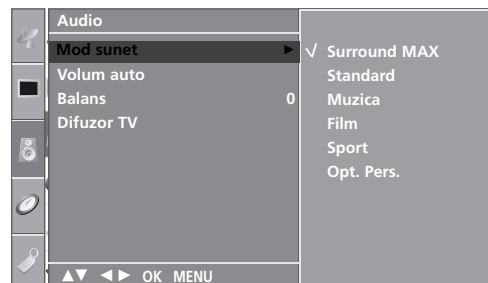 Audio
Mod sunet ► √ Surround MAX
Volum auto Standard
Balans 0 Muzica
Difuzor TV Film
Sport
Opt. Pers.
▲▼ ◄► OK MENU